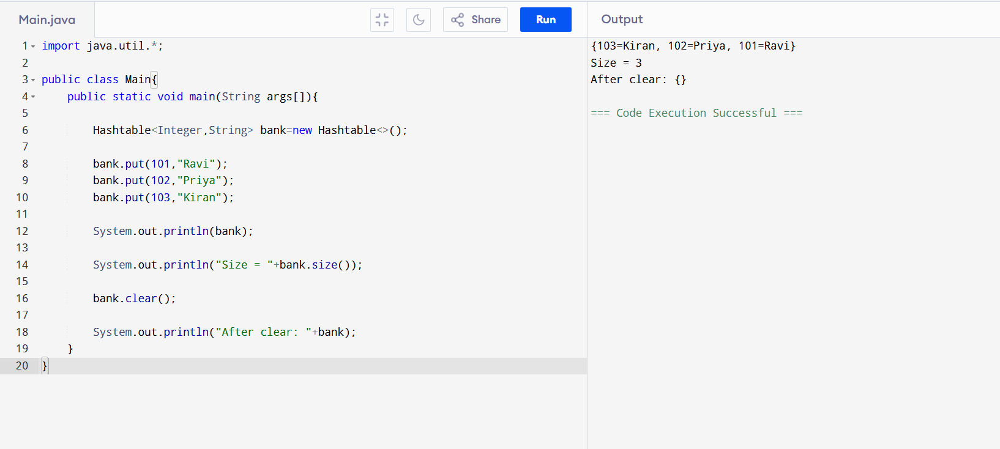 Main.java
Share
Run
Output
1 import java.util.*;
2
3 public class Main{
4     public static void main(String args[]){
5
6         Hashtable<Integer,String> bank=new Hashtable<>();
7
8         bank.put(101,"Ravi");
9         bank.put(102,"Priya");
10         bank.put(103,"Kiran");
11
12         System.out.println(bank);
13
14         System.out.println("Size = "+bank.size());
15
16         bank.clear();
17
18         System.out.println("After clear: "+bank);
19     }
20 }
{103=Kiran, 102=Priya, 101=Ravi}
Size = 3
After clear: {}
=== Code Execution Successful ===